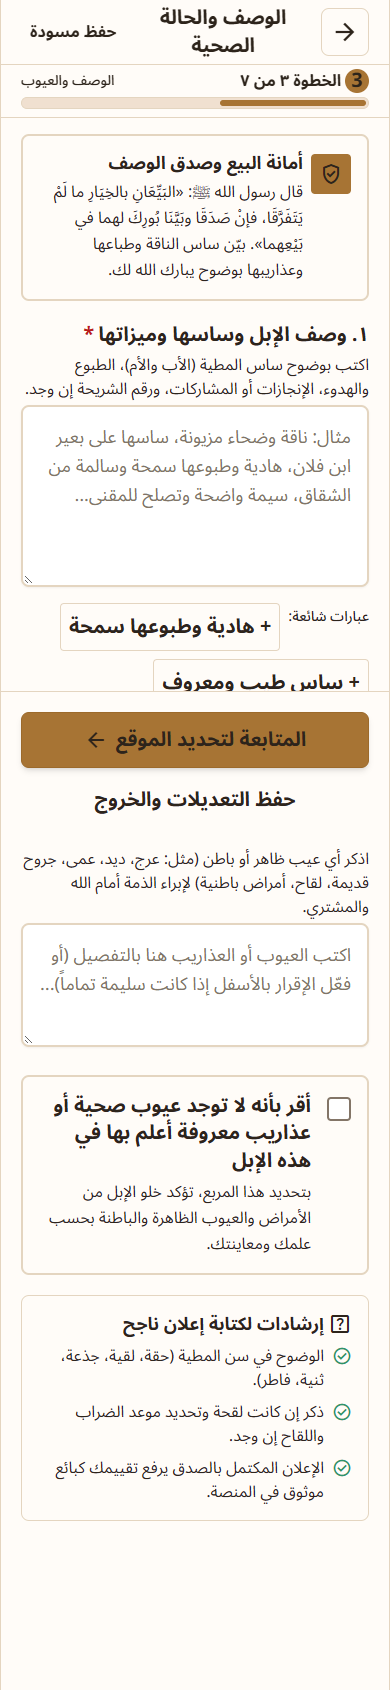 الوصف والحالة
الصحية
حفظ مسودة
3 الخطوة ٣ من ٧
الوصف والعيوب
أمانة البيع وصدق الوصف
قال رسول الله ﷺ: «البَيِّعَانِ بالخِيَارِ ما لَمْ
يَتَفَرَّقَا، فإنْ صَدَقَا وبَيَّنَا بُورِكَ لهما في
بَيْعِهِما». بيّن ساس الناقة وطباعها
وعذاريبها بوضوح يبارك الله لك.
١. وصف الإبل وساسها وميزاتها *
اكتب بوضوح ساس المطية (الأب والأم)، الطبوع
والهدوء، الإنجازات أو المشاركات، ورقم الشريحة إن وجد.
مثال: ناقة وضحاء مزيونة، ساسها على بعير
ابن فلان، هادية وطبوعها سمحة وسالمة من
الشقاق، سيمة واضحة وتصلح للمقنى...
عبارات شائعة:
+ هادية وطبوعها سمحة
+ ساس طيب ومعروف
المتابعة لتحديد الموقع ←
حفظ التعديلات والخروج
اذكر أي عيب ظاهر أو باطن (مثل: عرج، ديد، عمى، جروح
قديمة، لقاح، أمراض باطنية) لإبراء الذمة أمام الله
والمشتري.
اكتب العيوب أو العذاريب هنا بالتفصيل (أو
فعّل الإقرار بالأسفل إذا كانت سليمة تماماً)...
أقر بأنه لا توجد عيوب صحية أو
عذاريب معروفة أعلم بها في
هذه الإبل
بتحديد هذا المربع، تؤكد خلو الإبل من
الأمراض والعيوب الظاهرة والباطنة بحسب
علمك ومعاينتك.
إرشادات لكتابة إعلان ناجح
الوضوح في سن المطية (حقة، لقية، جذعة،
ثنية، فاطر).
ذكر إن كانت لقحة وتحديد موعد الضراب
واللقاح إن وجد.
الإعلان المكتمل بالصدق يرفع تقييمك كبائع
موثوق في المنصة.